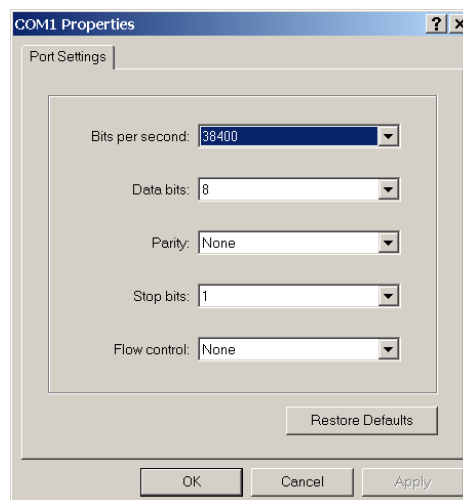 COM1 Properties
Port Settings
Bits per second: 38400
Data bits: 8
Parity: None
Stop bits: 1
Flow control: None
Restore Defaults
OK Cancel Apply